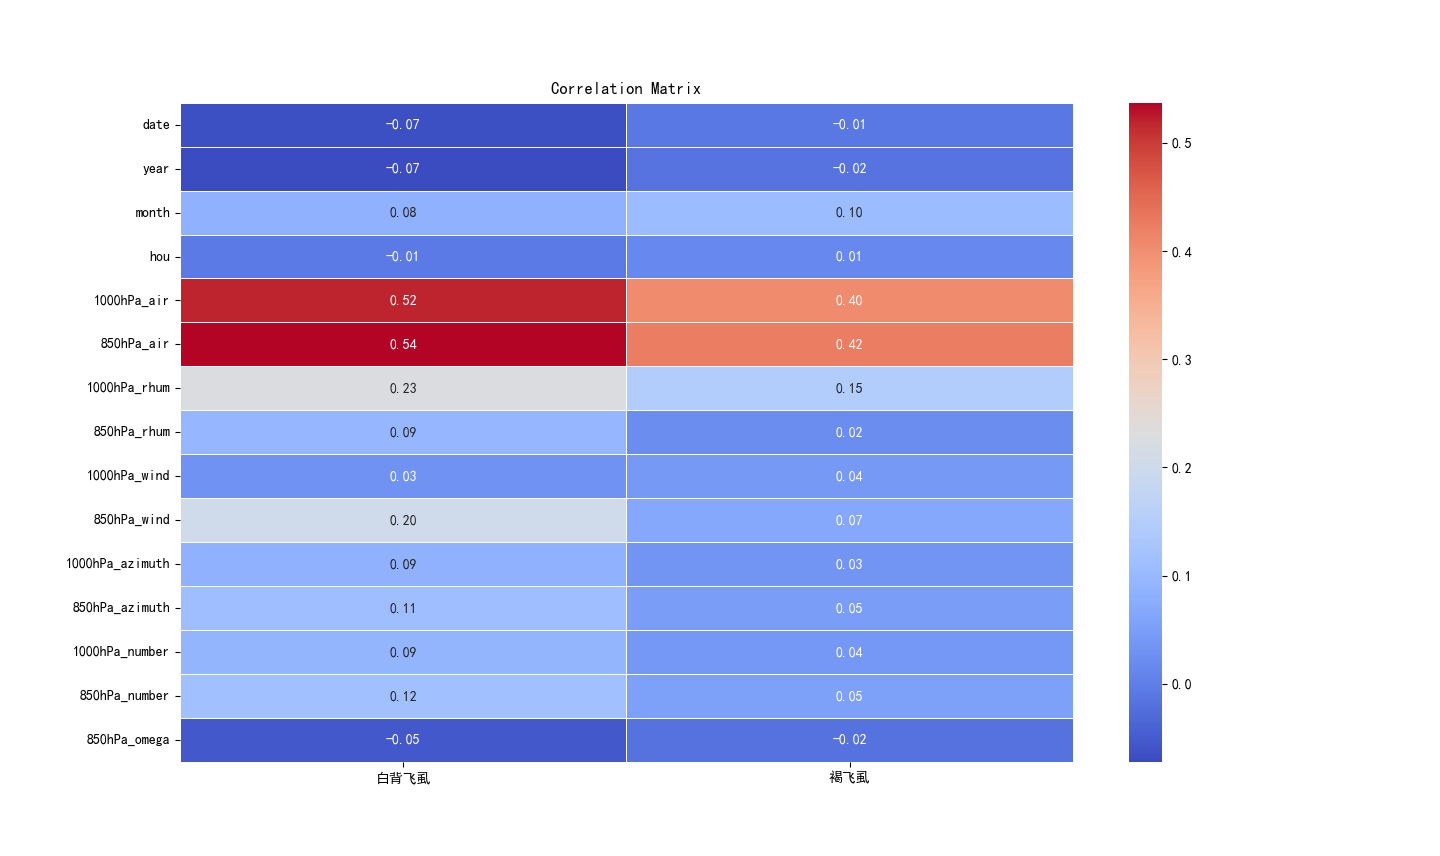 Correlation Matrix
date -0.07 -0.01
year -0.07 -0.02
month 0.08 0.10
hou -0.01 0.01
1000hPa_air 0.52 0.40
850hPa_air 0.54 0.42
1000hPa_rhum 0.23 0.15
850hPa_rhum 0.09 0.02
1000hPa_wind 0.03 0.04
850hPa_wind 0.20 0.07
1000hPa_azimuth 0.09 0.03
850hPa_azimuth 0.11 0.05
1000hPa_number 0.09 0.04
850hPa_number 0.12 0.05
850hPa_omega -0.05 -0.02
白背飞虱 褐飞虱
0.5
0.4
0.3
0.2
0.1
0.0